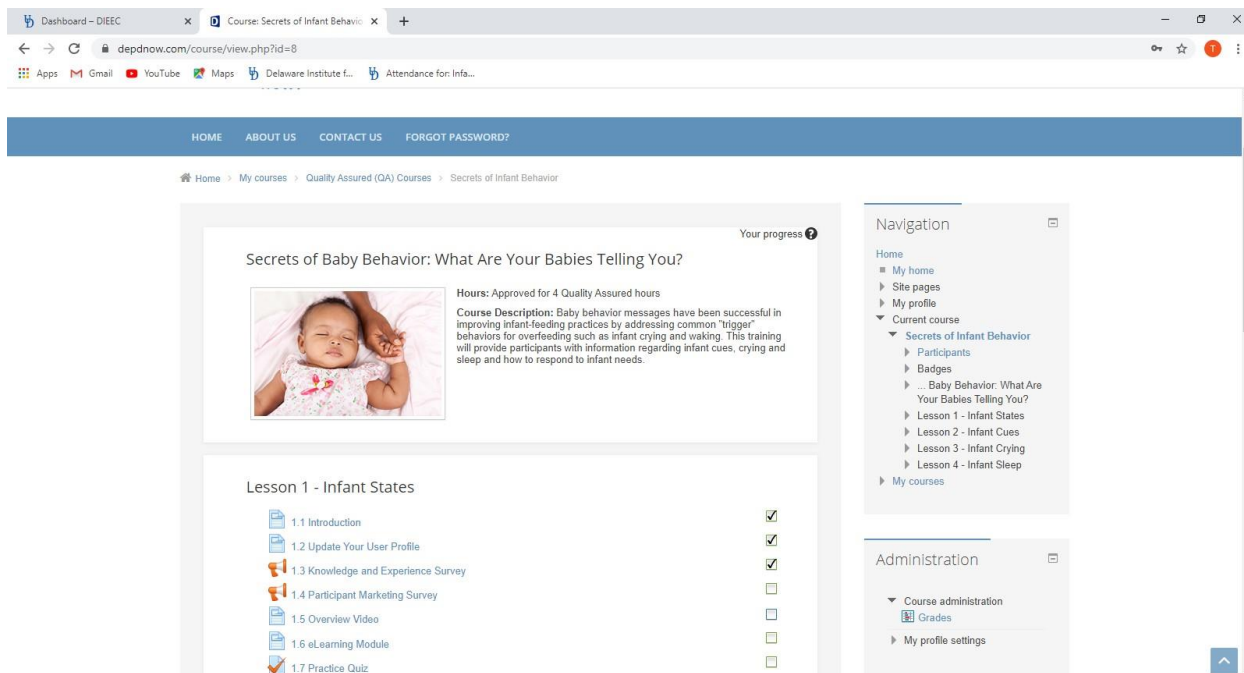 Dashboard – DIEEC
Course: Secrets of Infant Behavio
depdnow.com/course/view.php?id=8
T
Apps
Gmail
YouTube
Maps
Delaware Institute f...
Attendance for: Infa...
HOME
ABOUT US
CONTACT US
FORGOT PASSWORD?
Home > My courses > Quality Assured (QA) Courses > Secrets of Infant Behavior
Your progress
Secrets of Baby Behavior: What Are Your Babies Telling You?
Hours: Approved for 4 Quality Assured hours
Course Description: Baby behavior messages have been successful in
improving infant-feeding practices by addressing common "trigger"
behaviors for overfeeding such as infant crying and waking. This training
will provide participants with information regarding infant cues, crying and
sleep and how to respond to infant needs.
Lesson 1 - Infant States
1.1 Introduction
1.2 Update Your User Profile
1.3 Knowledge and Experience Survey
1.4 Participant Marketing Survey
1.5 Overview Video
1.6 eLearning Module
1.7 Practice Quiz
Navigation
Home
My home
Site pages
My profile
Current course
Secrets of Infant Behavior
Participants
Badges
... Baby Behavior: What Are
Your Babies Telling You?
Lesson 1 - Infant States
Lesson 2 - Infant Cues
Lesson 3 - Infant Crying
Lesson 4 - Infant Sleep
My courses
Administration
Course administration
Grades
My profile settings